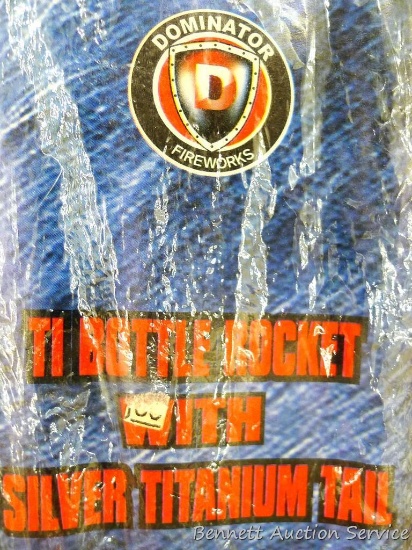 DOMINATOR
D
FIREWORKS
TI BOTTLE ROCKET
WITH
SILVER TITANIUM TAIL
Bennett Auction Service